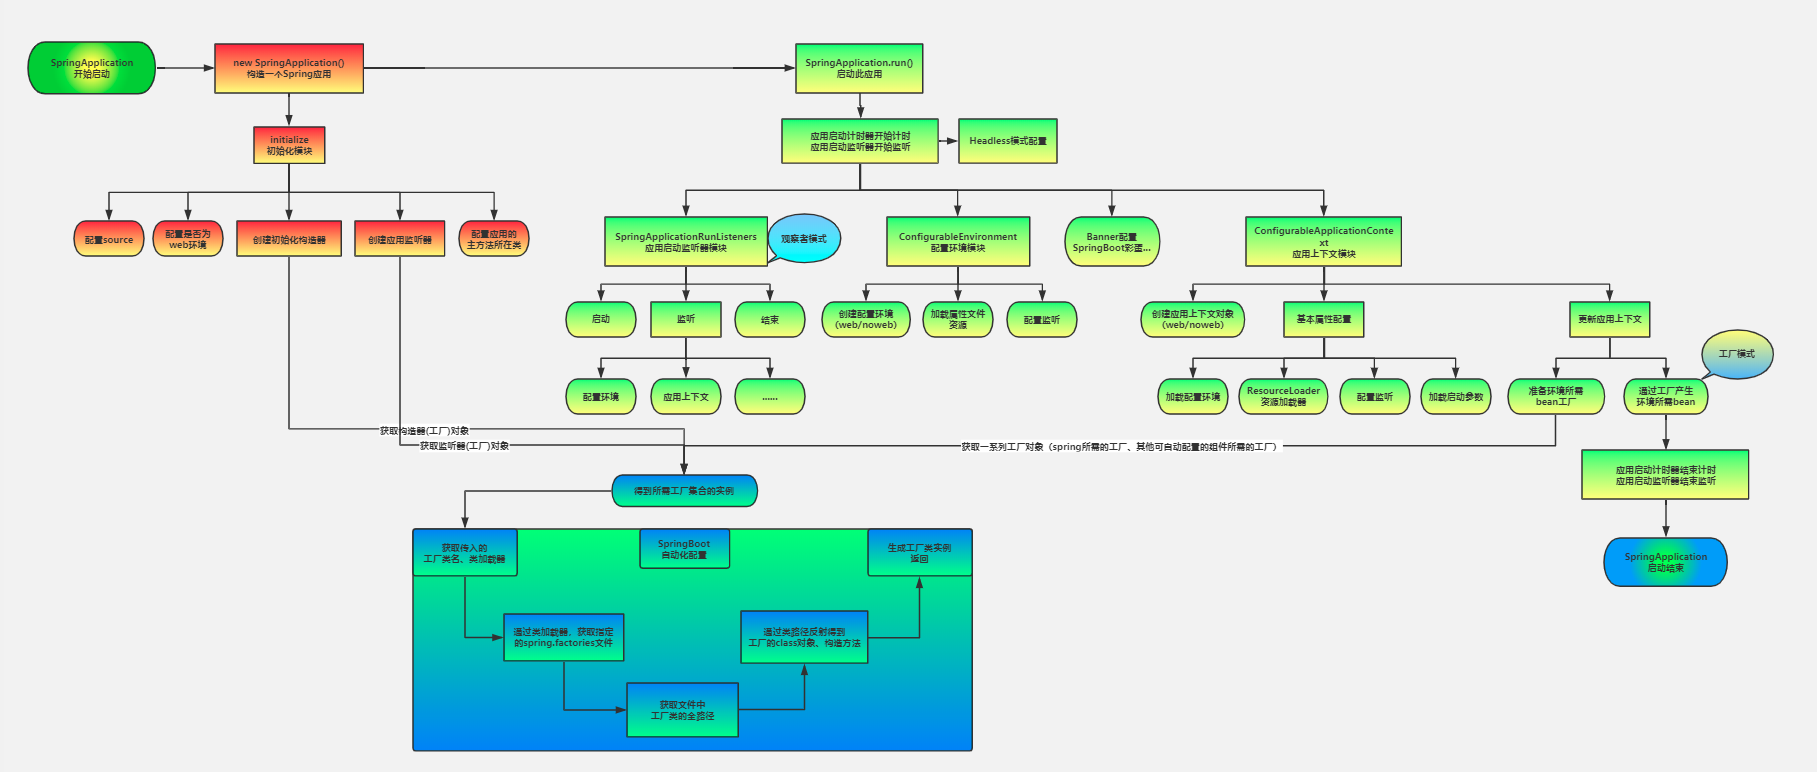 SpringApplication
开始启动
new SpringApplication()
构造一个Spring应用
SpringApplication.run()
启动此应用
initialize
初始化模块
应用启动计时器开始计时
应用启动监听器开始监听
Headless模式配置
配置source
配置是否为
web环境
创建初始化构造器
创建应用监听器
配置应用的
主方法所在类
SpringApplicationRunListeners
应用启动监听器模块
观察者模式
ConfigurableEnvironment
配置环境模块
Banner配置
SpringBoot彩蛋...
ConfigurableApplicationConte
xt
应用上下文模块
启动
监听
结束
创建配置环境
(web/noweb)
加载属性文件
资源
配置监听
创建应用上下文对象
(web/noweb)
基本属性配置
更新应用上下文
工厂模式
配置环境
应用上下文
......
加载配置环境
ResourceLoader
资源加载器
配置监听
加载启动参数
准备环境所需
bean工厂
通过工厂产生
环境所需bean
获取构造器(工厂)对象
获取监听器(工厂)对象
获取一系列工厂对象（spring所需的工厂、其他可自动配置的组件所需的工厂）
应用启动计时器结束计时
应用启动监听器结束监听
得到所需工厂集合的实例
获取传入的
工厂类名、类加载器
SpringBoot
自动化配置
生成工厂类实例
返回
SpringApplication
启动结束
通过类加载器，获取指定
的spring.factories文件
通过类路径反射得到
工厂的class对象、构造方法
获取文件中
工厂类的全路径